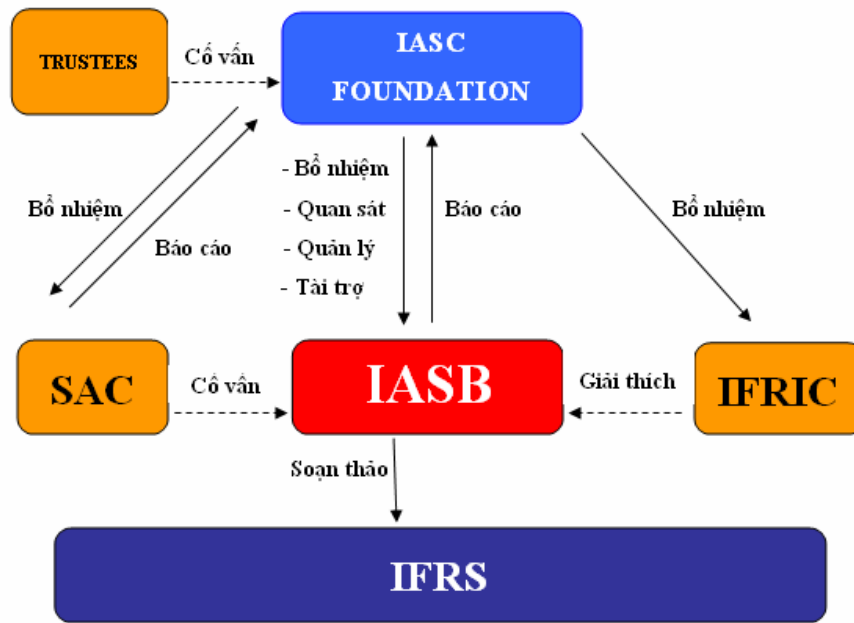 TRUSTEES
Cố vấn
IASC
FOUNDATION
Bổ nhiệm
Báo cáo
- Bổ nhiệm
- Quan sát
- Quản lý
- Tài trợ
Báo cáo
Bổ nhiệm
SAC
Cố vấn
IASB
Giải thích
IFRIC
Soạn thảo
IFRS